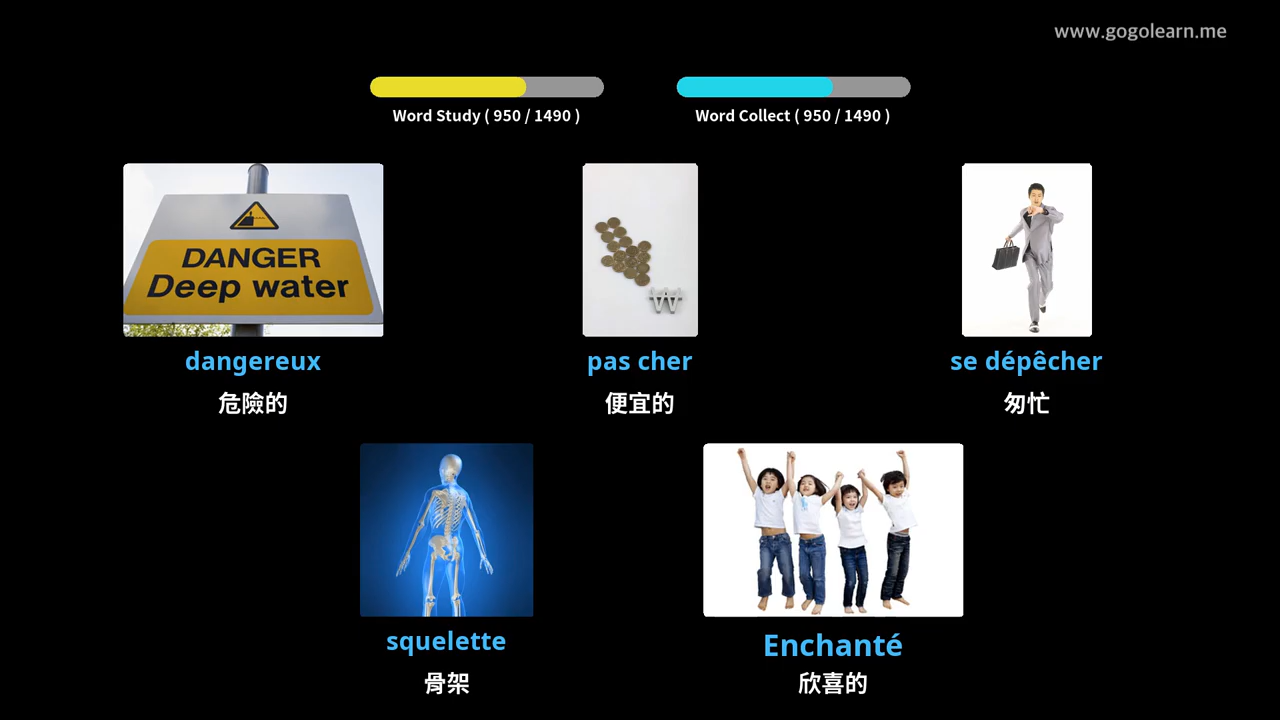 www.gogolearn.me
Word Study ( 950 / 1490 )
Word Collect ( 950 / 1490 )
DANGER
Deep water
₩
dangereux
pas cher
se dépêcher
危險的
便宜的
匆忙
squelette
Enchanté
骨架
欣喜的